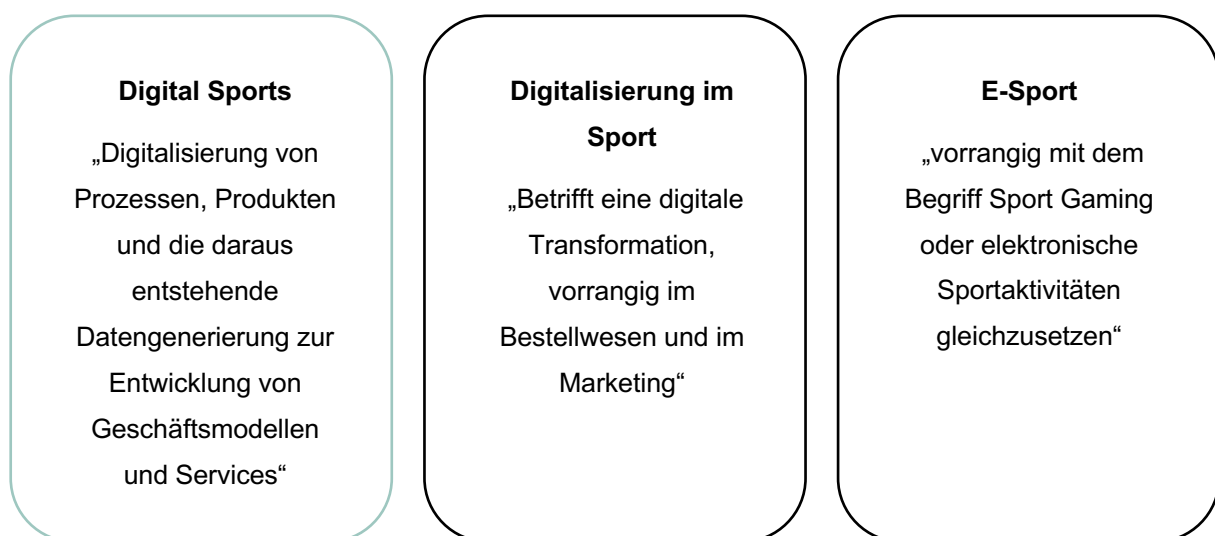 Digital Sports
„Digitalisierung von
Prozessen, Produkten
und die daraus
entstehende
Datengenerierung zur
Entwicklung von
Geschäftsmodellen
und Services“
Digitalisierung im
Sport
„Betrifft eine digitale
Transformation,
vorrangig im
Bestellwesen und im
Marketing“
E-Sport
„vorrangig mit dem
Begriff Sport Gaming
oder elektronische
Sportaktivitäten
gleichzusetzen“